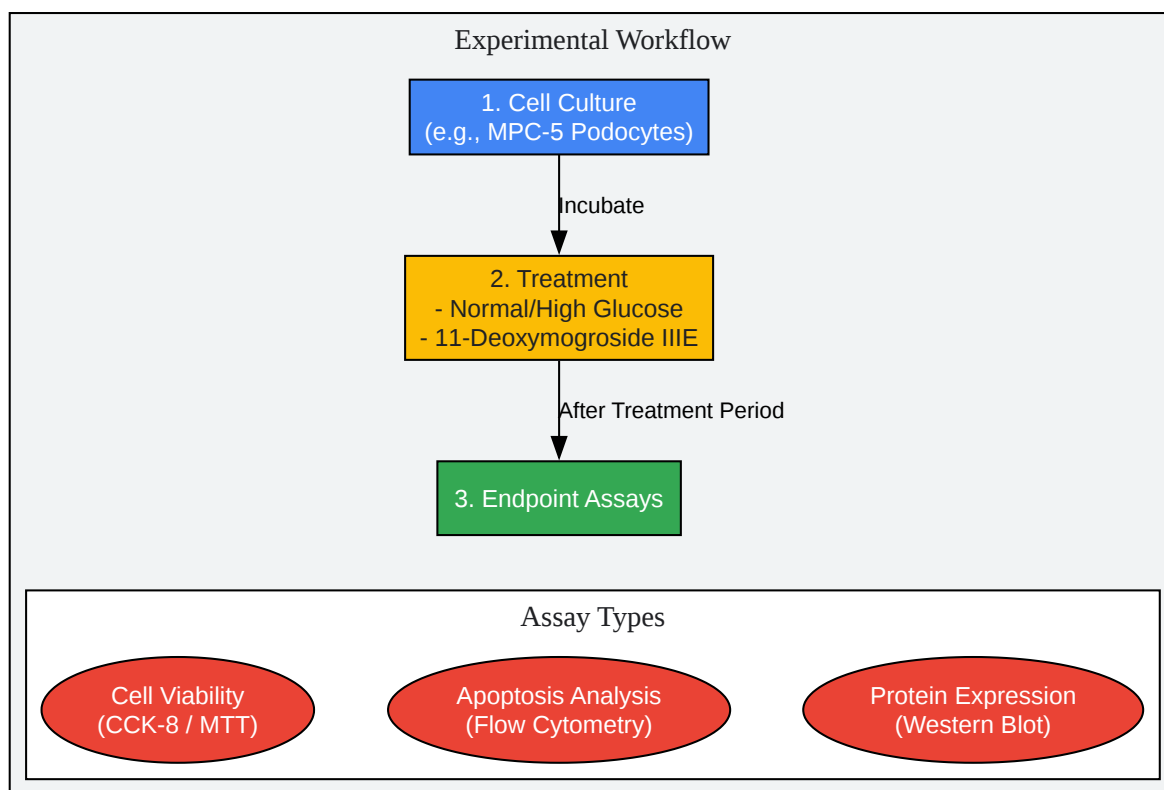 Experimental Workflow
1. Cell Culture
(e.g., MPC-5 Podocytes)
Incubate
2. Treatment
- Normal/High Glucose
- 11-Deoxymogroside IIIE
After Treatment Period
3. Endpoint Assays
Assay Types
Cell Viability
(CCK-8 / MTT)
Apoptosis Analysis
(Flow Cytometry)
Protein Expression
(Western Blot)